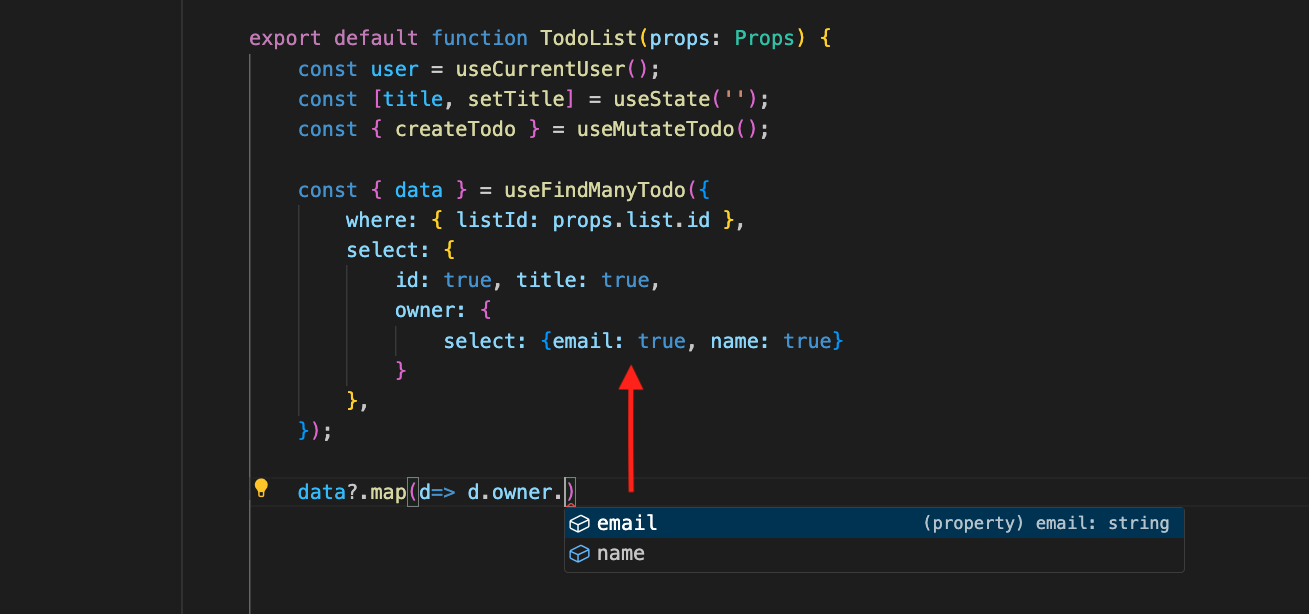 export default function TodoList(props: Props) {
const user = useCurrentUser();
const [title, setTitle] = useState('');
const { createTodo } = useMutateTodo();
const { data } = useFindManyTodo({
where: { listId: props.list.id },
select: {
id: true, title: true,
owner: {
select: {email: true, name: true}
}
},
});
data?.map(d=> d.owner.)
email (property) email: string
name